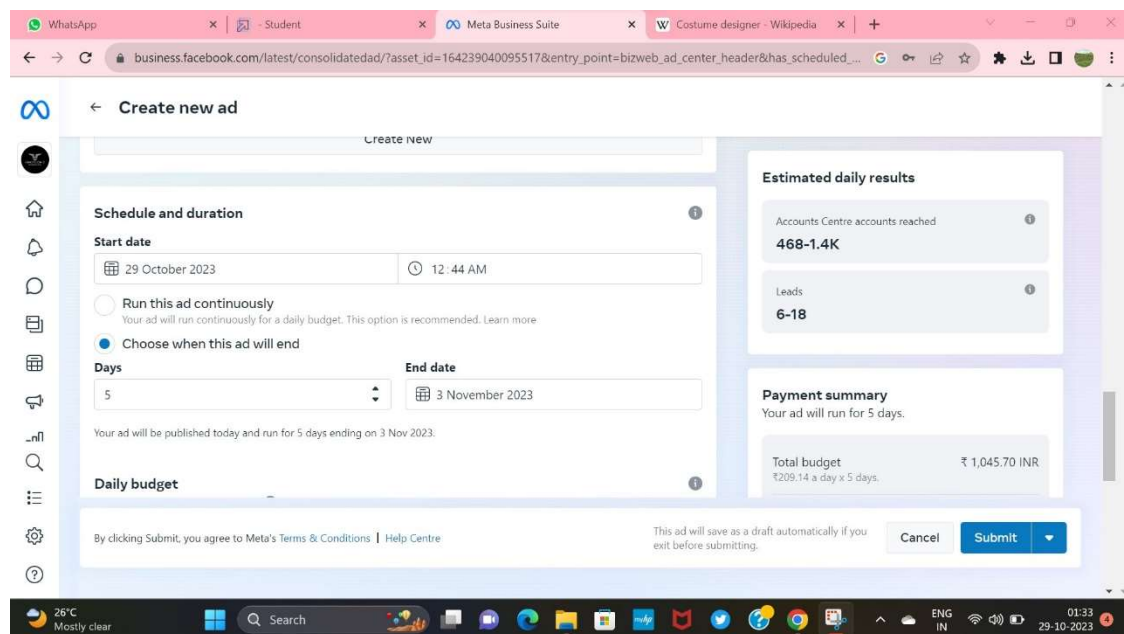 WhatsApp
- Student
Meta Business Suite
W Costume designer - Wikipedia
business.facebook.com/latest/consolidatedad/?asset_id=164239040095517&entry_point=bizweb_ad_center_header&has_scheduled_...
Create new ad
Create New
Schedule and duration
Start date
29 October 2023
12:44 AM
Run this ad continuously
Your ad will run continuously for a daily budget. This option is recommended. Learn more
Choose when this ad will end
Days
End date
5
3 November 2023
Your ad will be published today and run for 5 days ending on 3 Nov 2023.
Daily budget
Estimated daily results
Accounts Centre accounts reached
468-1.4K
Leads
6-18
Payment summary
Your ad will run for 5 days.
Total budget ₹ 1,045.70 INR
₹209.14 a day x 5 days.
By clicking Submit, you agree to Meta's Terms & Conditions | Help Centre
This ad will save as a draft automatically if you
exit before submitting.
Cancel
Submit
26°C
Mostly clear
Search
ENG
IN
01:33
29-10-2023
4